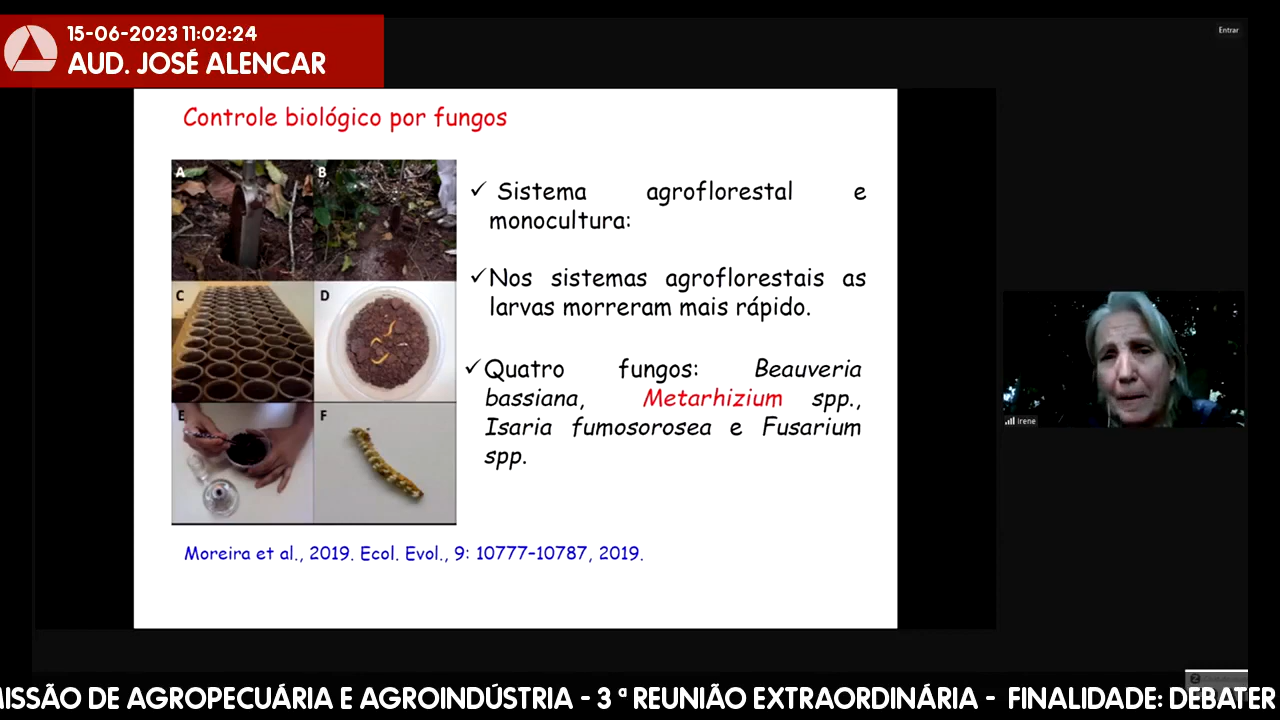 15-06-2023 11:02:24
AUD. JOSÉ ALENCAR
Entrar
Controle biológico por fungos
A
B
C
D
E
F
✓ Sistema agroflorestal e
monocultura:
✓Nos sistemas agroflorestais as
larvas morreram mais rápido.
✓Quatro fungos: Beauveria
bassiana, Metarhizium spp.,
Isaria fumosorosea e Fusarium
spp.
Moreira et al., 2019. Ecol. Evol., 9: 10777–10787, 2019.
Irene
MISSÃO DE AGROPECUÁRIA E AGROINDÚSTRIA - 3 ª REUNIÃO EXTRAORDINÁRIA - FINALIDADE: DEBATER